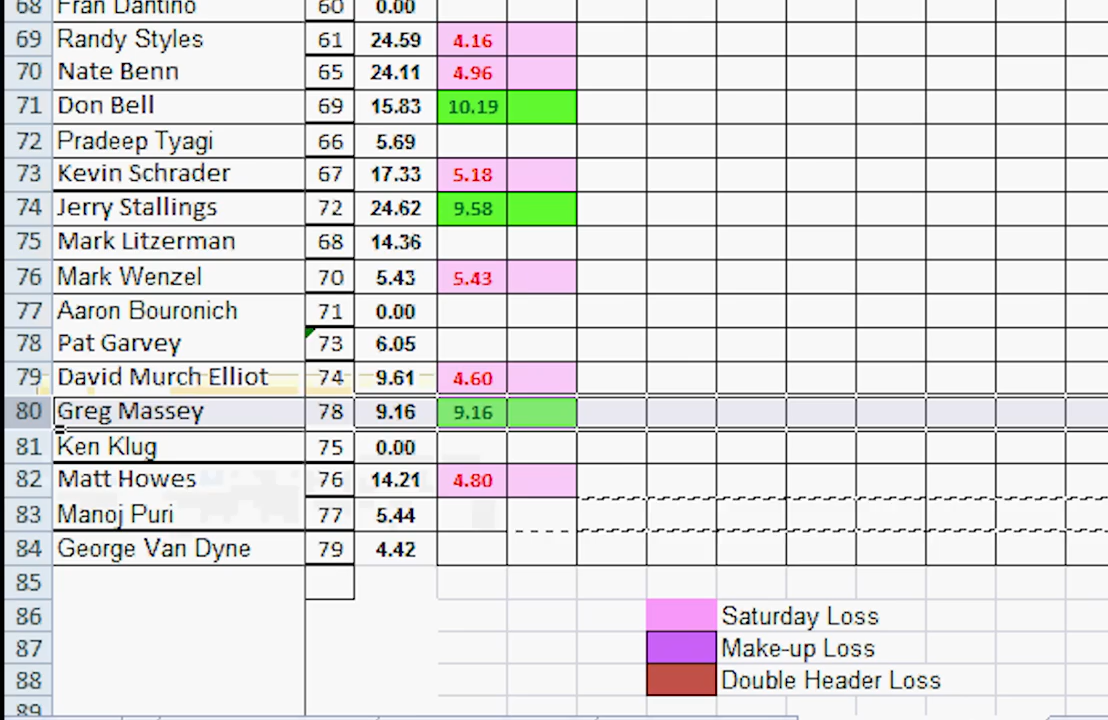 68 Fran Dantino 60 0.00
69 Randy Styles 61 24.59 4.16
70 Nate Benn 65 24.11 4.96
71 Don Bell 69 15.83 10.19
72 Pradeep Tyagi 66 5.69
73 Kevin Schrader 67 17.33 5.18
74 Jerry Stallings 72 24.62 9.58
75 Mark Litzerman 68 14.36
76 Mark Wenzel 70 5.43 5.43
77 Aaron Bouronich 71 0.00
78 Pat Garvey 73 6.05
79 David Murch Elliot 74 9.61 4.60
80 Greg Massey 78 9.16 9.16
81 Ken Klug 75 0.00
82 Matt Howes 76 14.21 4.80
83 Manoj Puri 77 5.44
84 George Van Dyne 79 4.42
85
86 Saturday Loss
87 Make-up Loss
88 Double Header Loss
89